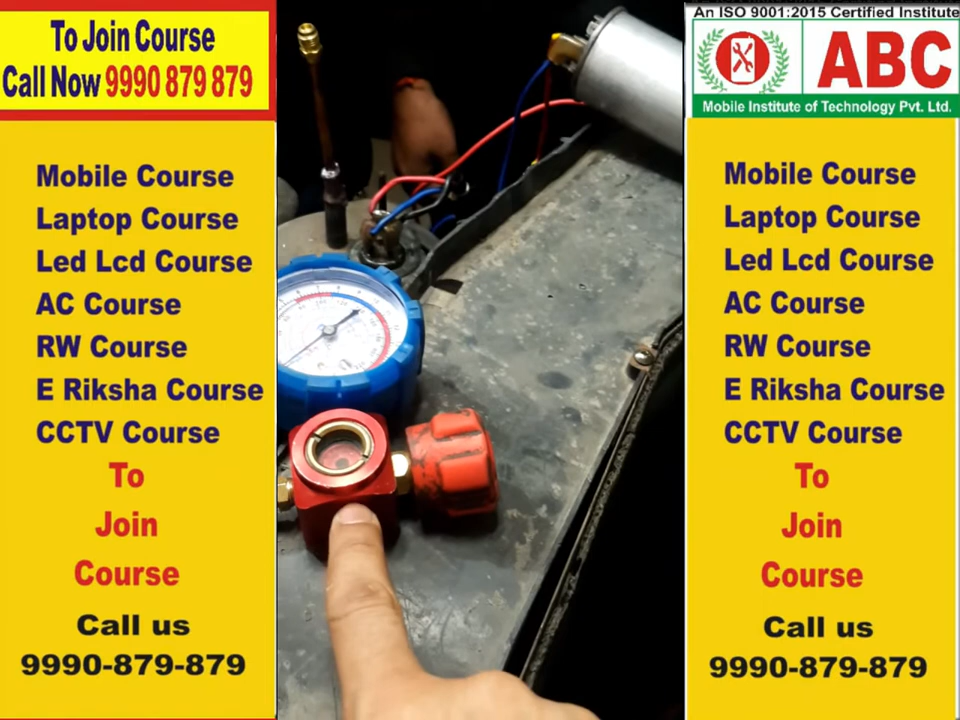 To Join Course
Call Now 9990 879 879
Mobile Course
Laptop Course
Led Lcd Course
AC Course
RW Course
E Riksha Course
CCTV Course
To
Join
Course
Call us
9990-879-879
An ISO 9001:2015 Certified Institute
ABC
Mobile Institute of Technology Pvt. Ltd.
Mobile Course
Laptop Course
Led Lcd Course
AC Course
RW Course
E Riksha Course
CCTV Course
To
Join
Course
Call us
9990-879-879